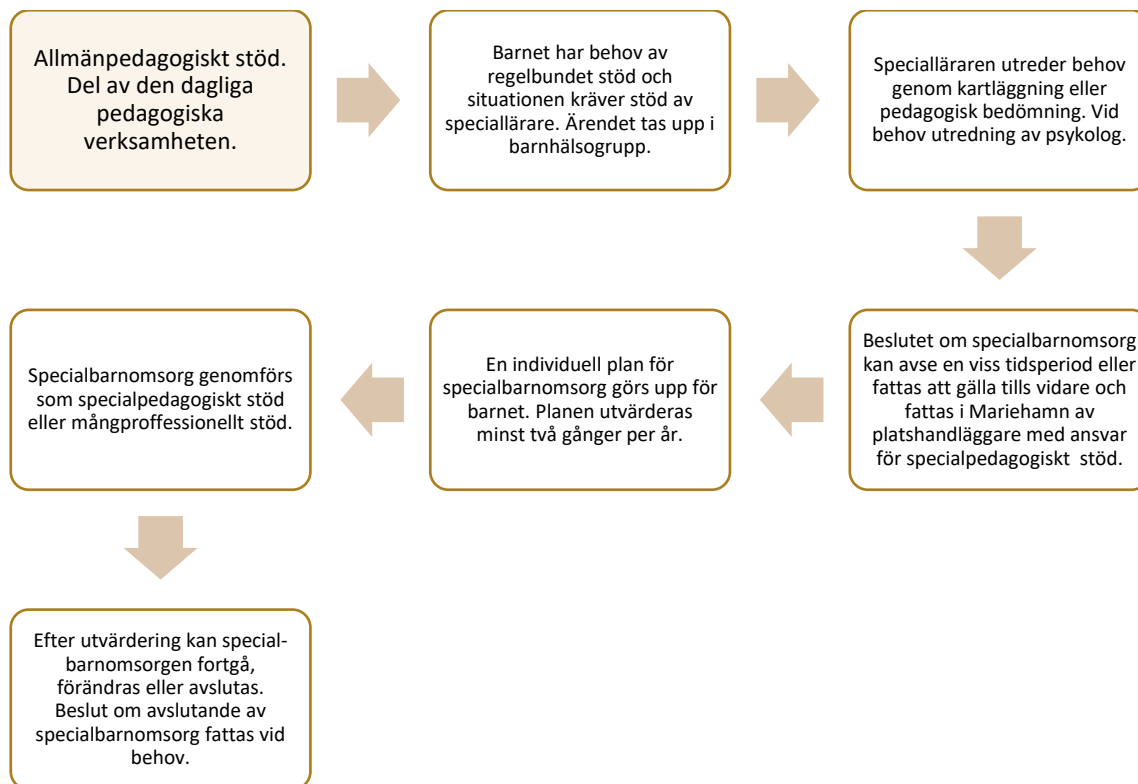 Allmänpedagogiskt stöd.
Del av den dagliga
pedagogiska
verksamheten.
Barnet har behov av
regelbundet stöd och
situationen kräver stöd av
speciallärare. Ärendet tas upp i
barnhälsogrupp.
Specialläraren utreder behov
genom kartläggning eller
pedagogisk bedömning. Vid
behov utredning av psykolog.
Beslutet om specialbarnomsorg
kan avse en viss tidsperiod eller
fattas att gälla tills vidare och
fattas i Mariehamn av
platshandläggare med ansvar
för specialpedagogiskt stöd.
En individuell plan för
specialbarnomsorg görs upp för
barnet. Planen utvärderas
minst två gånger per år.
Specialbarnomsorg genomförs
som specialpedagogiskt stöd
eller mångproffessionellt stöd.
Efter utvärdering kan special-
barnomsorgen fortgå,
förändras eller avslutas.
Beslut om avslutande av
specialbarnomsorg fattas vid
behov.